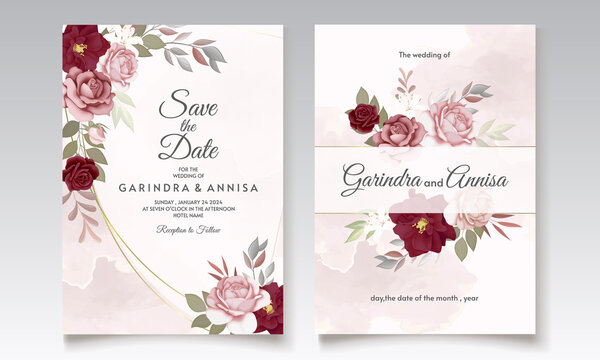 Save
the
Date
FOR THE
WEDDING OF
GARINDRA & ANNISA
SUNDAY, JANUARY 24 2024
AT SEVEN O'CLOCK IN THE AFTERNOON
HOTEL NAME
Reception to Follow
The wedding of
Garindra and Annisa
day,the date of the month , year